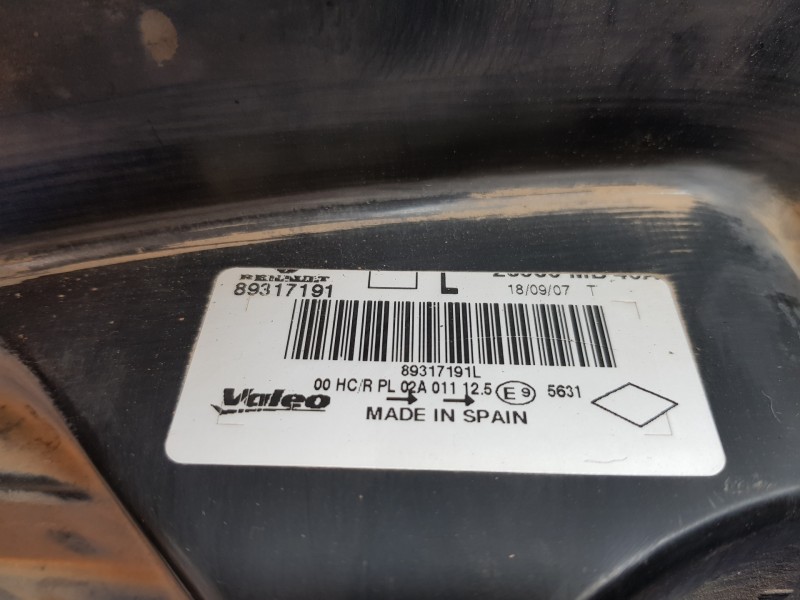 RENAULT L
89317191 18/09/07 T
89317191L
00 HC/R PL 02A 011 12.5 E9 5631
Valeo
MADE IN SPAIN